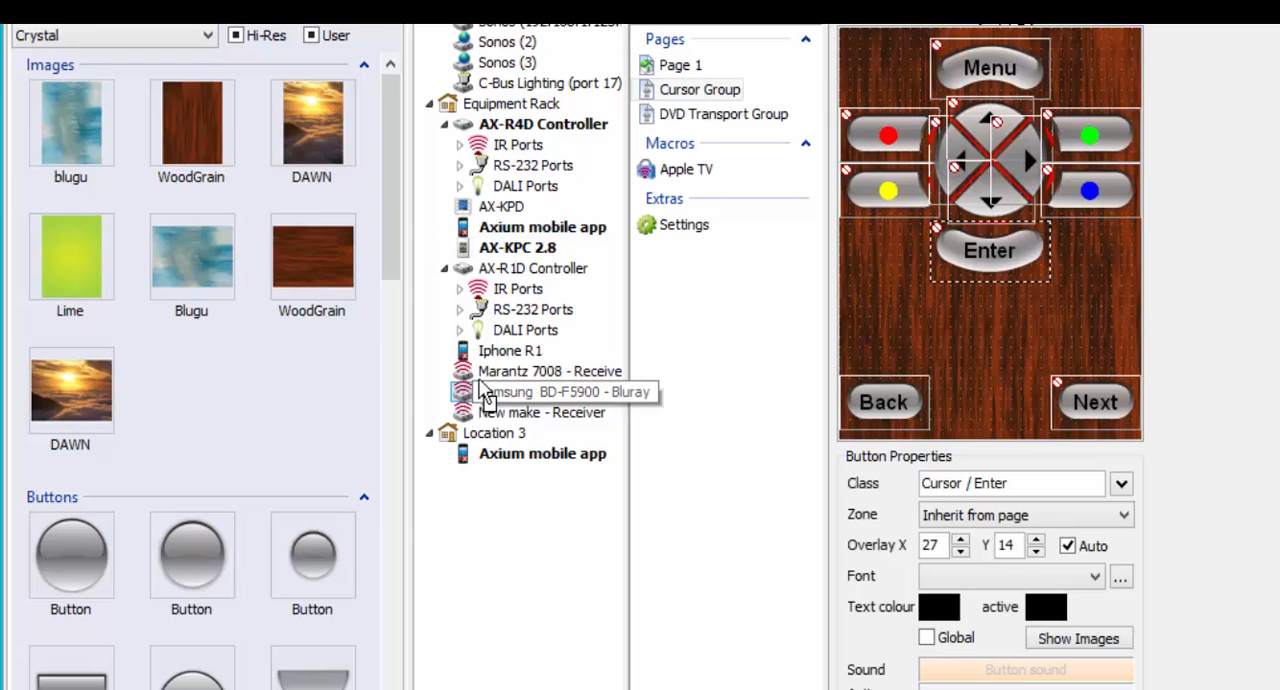 Crystal
Hi-Res
User
Images
blugu
WoodGrain
DAWN
Lime
Blugu
WoodGrain
DAWN
Buttons
Button
Button
Button
Sonos (2)
Sonos (3)
C-Bus Lighting (port 17)
Equipment Rack
AX-R4D Controller
IR Ports
RS-232 Ports
DALI Ports
AX-KPD
Axium mobile app
AX-KPC 2.8
AX-R1D Controller
IR Ports
RS-232 Ports
DALI Ports
Iphone R1
Marantz 7008 - Receive
msung BD-F5900 - Bluray
New make - Receiver
Location 3
Axium mobile app
Pages
Page 1
Cursor Group
DVD Transport Group
Macros
Apple TV
Extras
Settings
Menu
Enter
Back
Next
Button Properties
Class
Cursor / Enter
Zone
Inherit from page
Overlay X
27
Y
14
Auto
Font
...
Text colour
active
Global
Show Images
Sound
Button sound